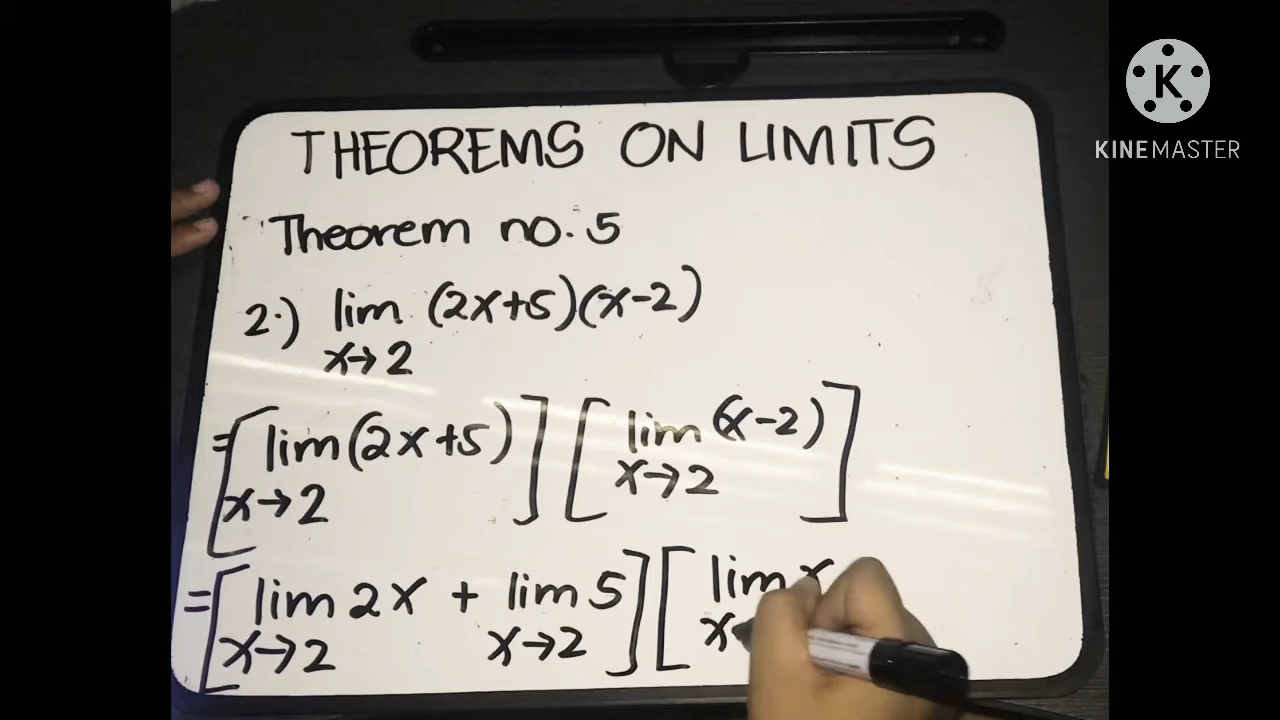 KINEMASTER
THEOREMS ON LIMITS
Theorem no. 5
2.) lim (2x+5)(x-2)
x→2
=[lim(2x+5)] [lim(x-2)]
x→2 x→2
=[lim 2x + lim 5] [lim x
x→2 x→2 x